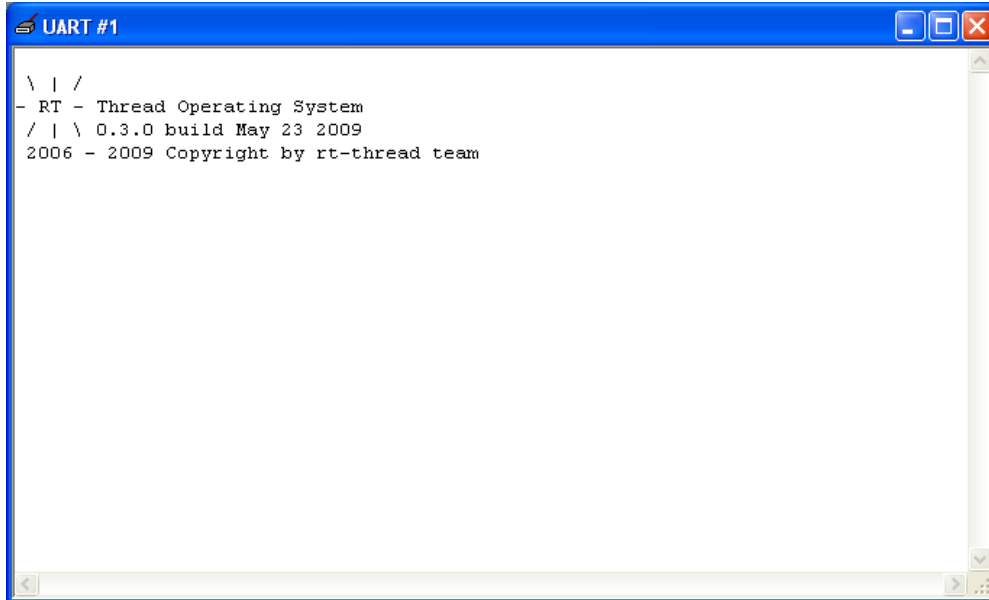 UART #1
\ | /
- RT - Thread Operating System
/ | \ 0.3.0 build May 23 2009
2006 - 2009 Copyright by rt-thread team